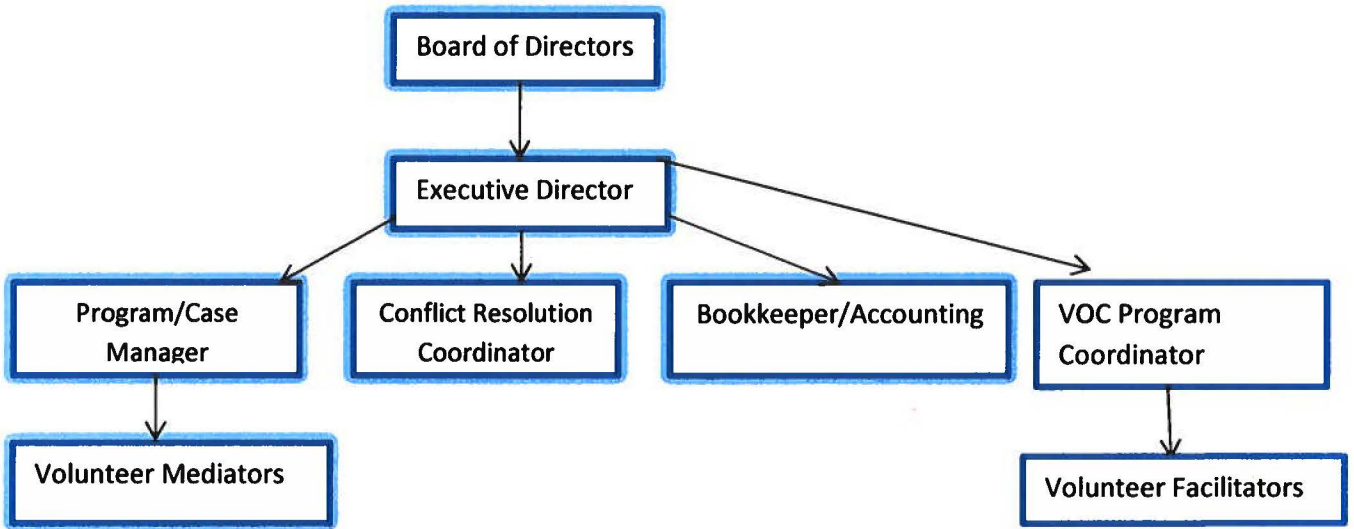 Board of Directors
Executive Director
Program/Case
Manager
Conflict Resolution
Coordinator
Bookkeeper/Accounting
VOC Program
Coordinator
Volunteer Mediators
Volunteer Facilitators